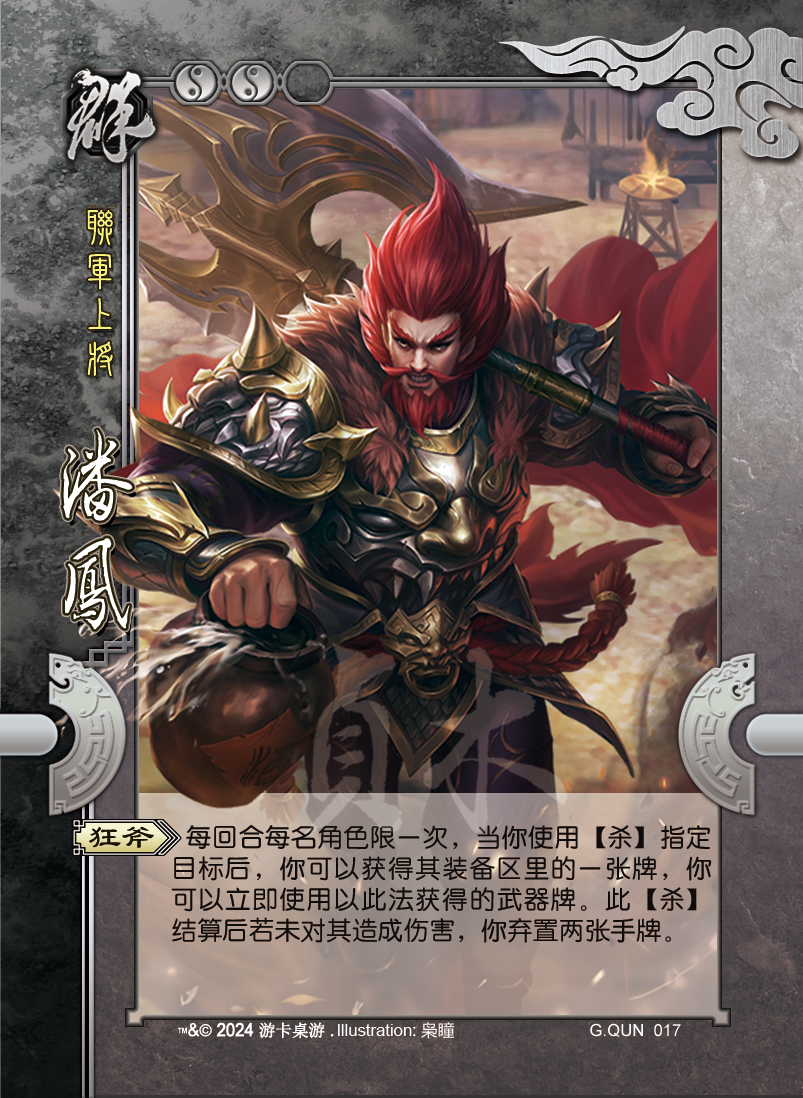 群
聯軍上將
潘鳳
狂斧
每回合每名角色限一次，当你使用【杀】指定
目标后，你可以获得其装备区里的一张牌，你
可以立即使用以此法获得的武器牌。此【杀】
结算后若未对其造成伤害，你弃置两张手牌。
™&© 2024 游卡桌游 . Illustration: 枭瞳
G.QUN 017